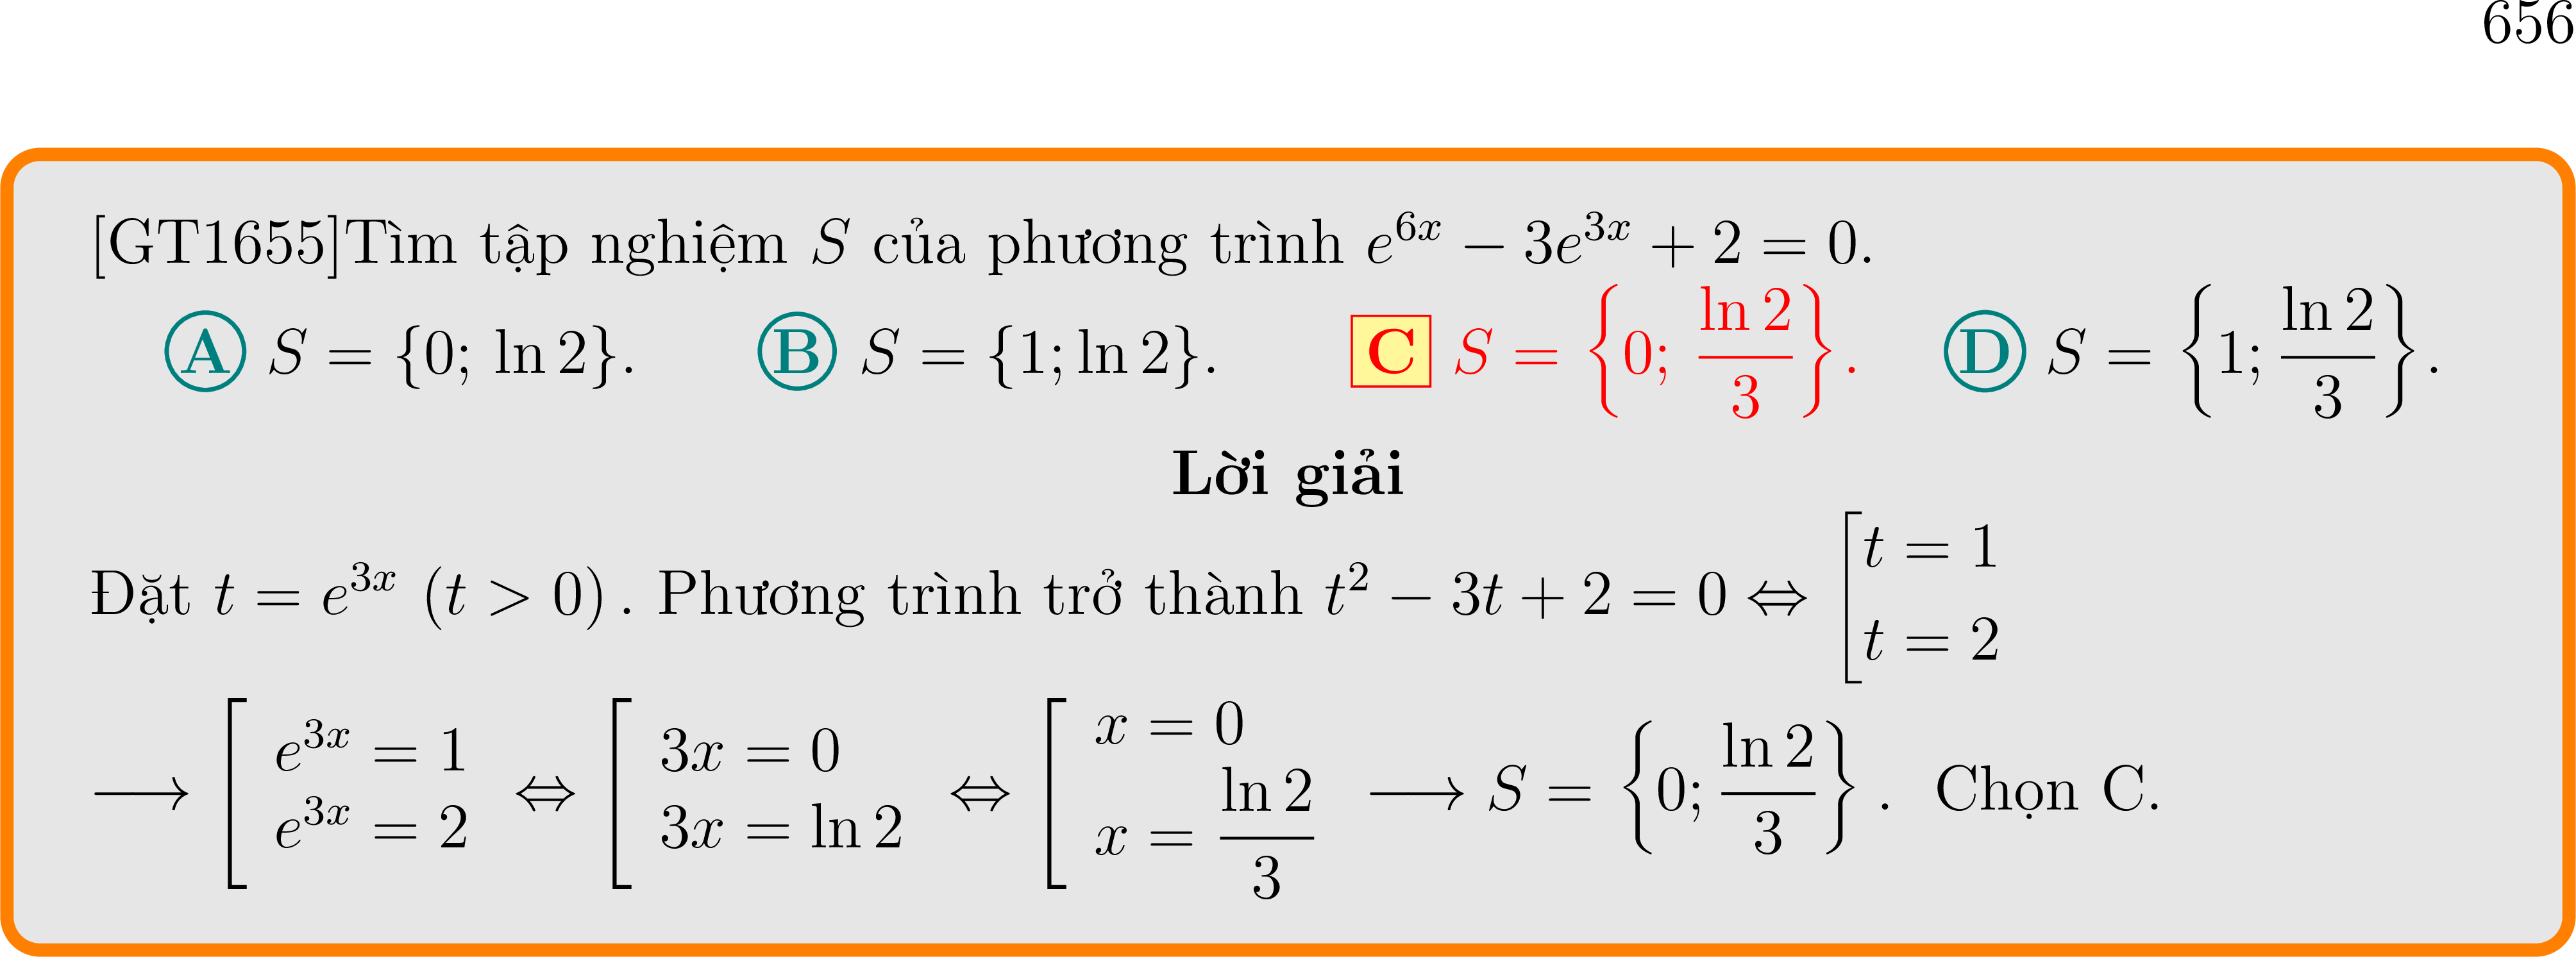 656
[GT1655]Tìm tập nghiệm $S$ của phương trình $e^{6x} - 3e^{3x} + 2 = 0$.
A $S = \{0;\ \ln 2\}$. B $S = \{1; \ln 2\}$. C $S = \left\{0;\ \dfrac{\ln 2}{3}\right\}$. D $S = \left\{1; \dfrac{\ln 2}{3}\right\}$.
Lời giải
Đặt $t = e^{3x}\ (t > 0)$. Phương trình trở thành $t^2 - 3t + 2 = 0 \Leftrightarrow \left[\begin{array}{l} t = 1 \\ t = 2 \end{array}\right.$
$\longrightarrow \left[\begin{array}{l} e^{3x} = 1 \\ e^{3x} = 2 \end{array}\right. \Leftrightarrow \left[\begin{array}{l} 3x = 0 \\ 3x = \ln 2 \end{array}\right. \Leftrightarrow \left[\begin{array}{l} x = 0 \\ x = \dfrac{\ln 2}{3} \end{array}\right. \longrightarrow S = \left\{0; \dfrac{\ln 2}{3}\right\}.$ Chọn C.